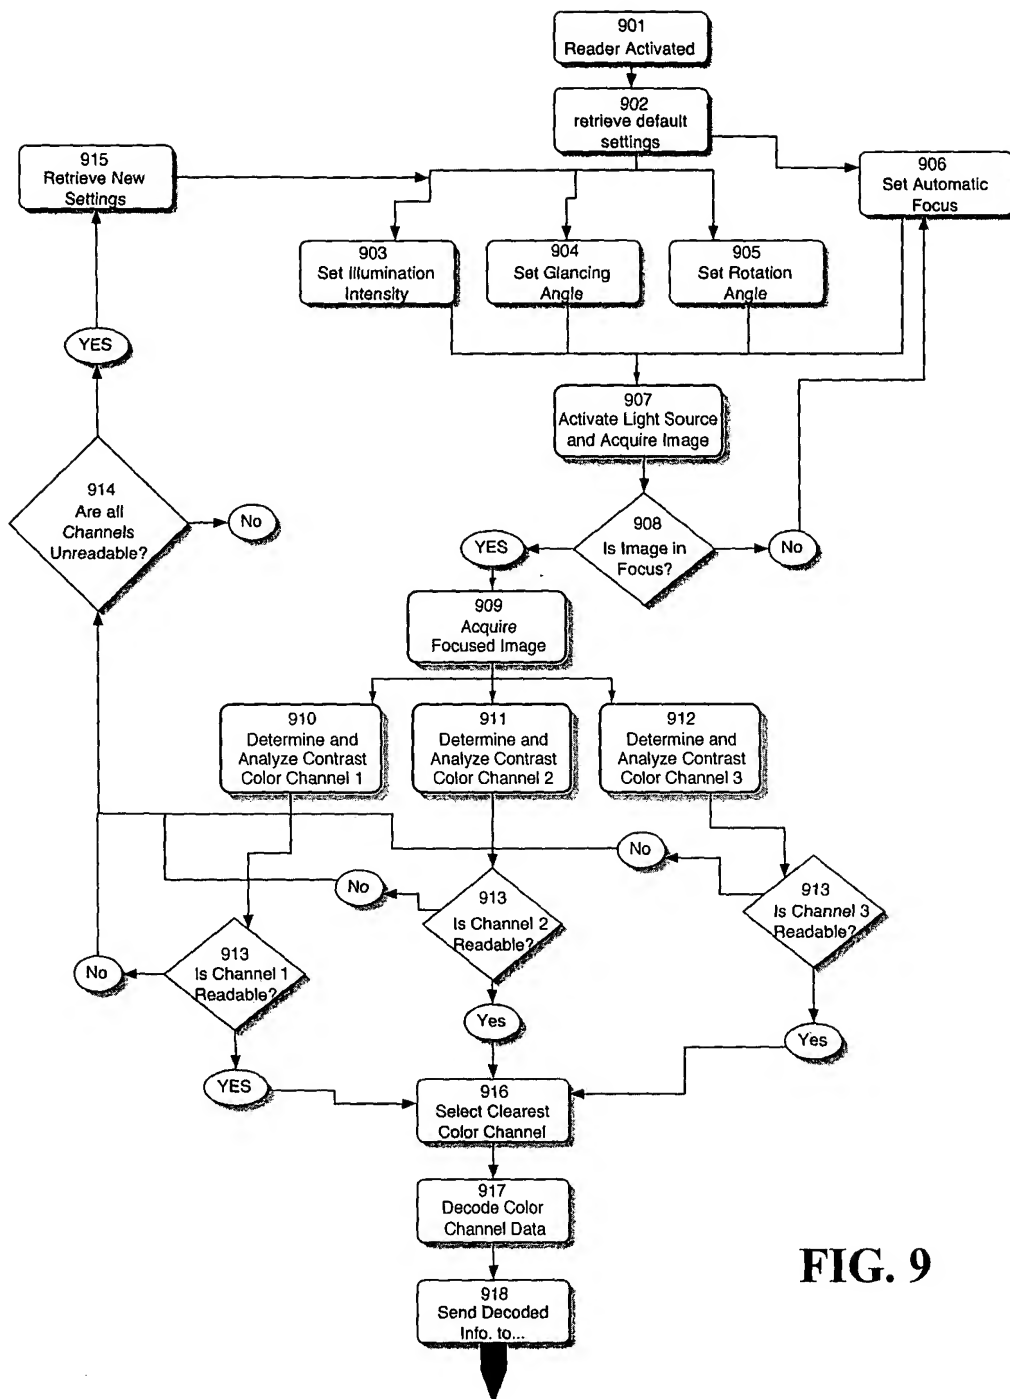 901
Reader Activated
902
retrieve default
settings
915
Retrieve New
Settings
906
Set Automatic
Focus
903
Set Illumination
Intensity
904
Set Glancing
Angle
905
Set Rotation
Angle
YES
907
Activate Light Source
and Acquire Image
914
Are all
Channels
Unreadable?
No
908
Is Image in
Focus?
YES
No
909
Acquire
Focused Image
910
Determine and
Analyze Contrast
Color Channel 1
911
Determine and
Analyze Contrast
Color Channel 2
912
Determine and
Analyze Contrast
Color Channel 3
No
No
913
Is Channel 3
Readable?
913
Is Channel 2
Readable?
No
913
Is Channel 1
Readable?
Yes
Yes
YES
916
Select Clearest
Color Channel
917
Decode Color
Channel Data
918
Send Decoded
Info. to...
FIG. 9